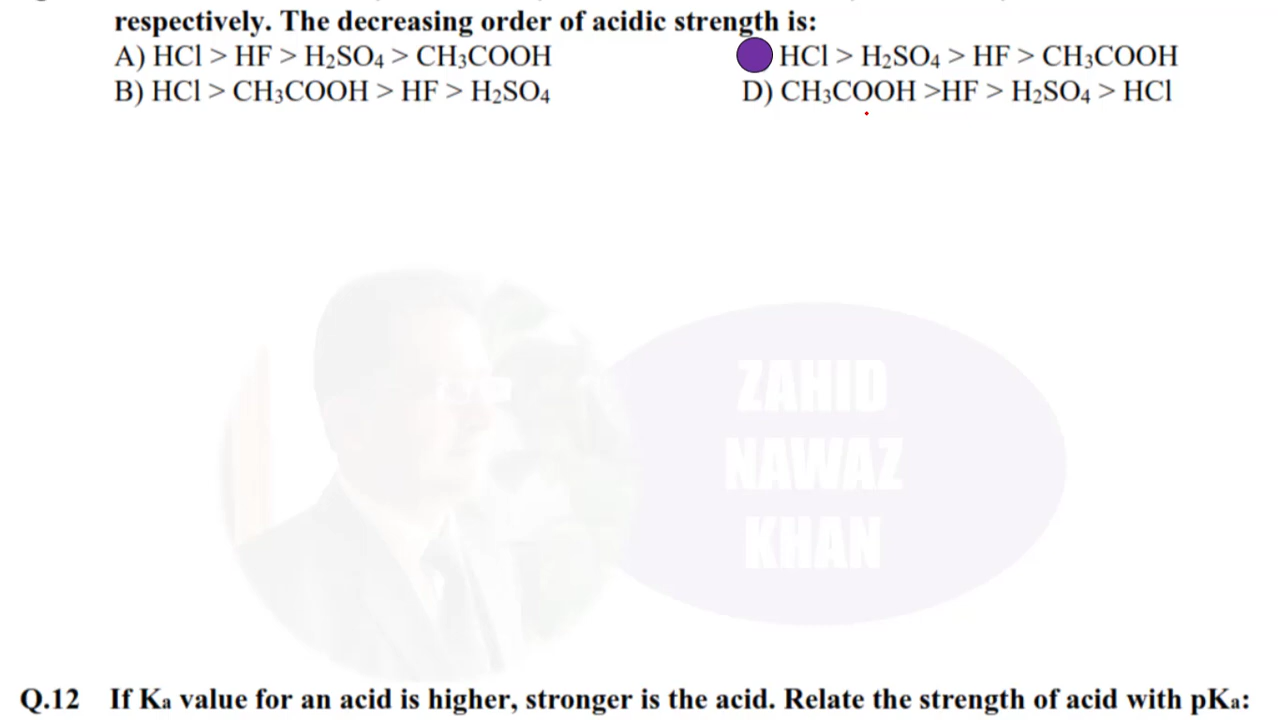 respectively. The decreasing order of acidic strength is:
A) HCl > HF > H₂SO₄ > CH₃COOH
HCl > H₂SO₄ > HF > CH₃COOH
B) HCl > CH₃COOH > HF > H₂SO₄
D) CH₃COOH >HF > H₂SO₄ > HCl
ZAHID
NAWAZ
KHAN
Q.12 If Kₐ value for an acid is higher, stronger is the acid. Relate the strength of acid with pKₐ: